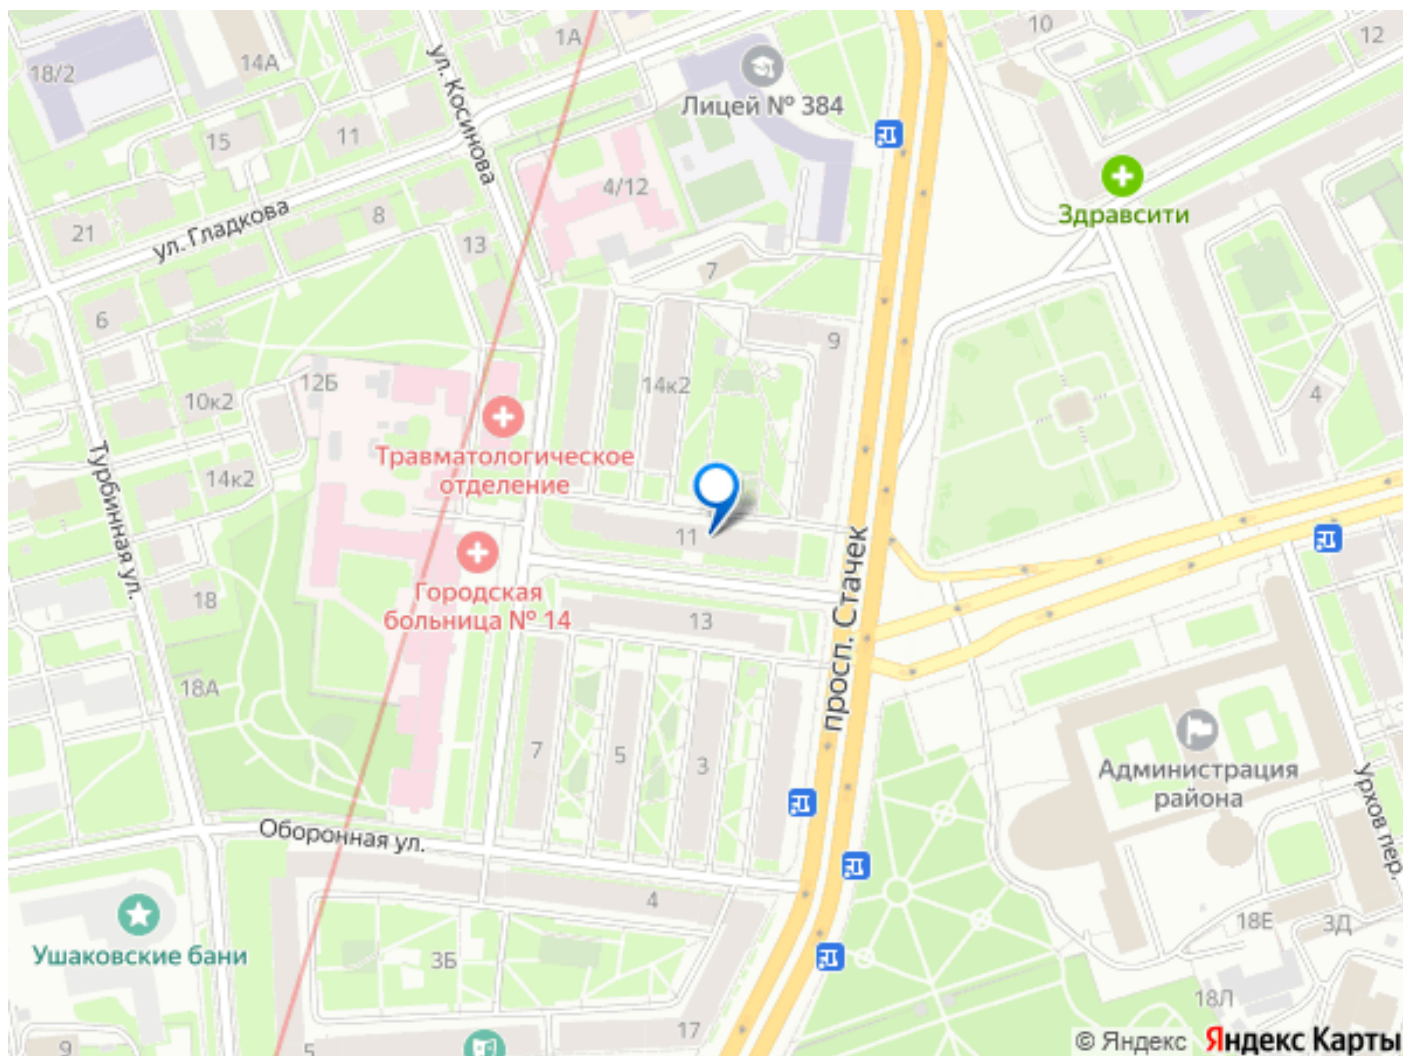 1А
10
12
18/2
14А
ул. Косинова
Лицей № 384
15
11
4/12
Здравсити
21
ул. Гладкова
8
13
7
6
9
12Б
14к2
4
10к2
Травматологическое
отделение
14к2
Турбинная ул.
11
просп. Стачек
Городская
больница № 14
18
13
18А
7
5
3
Администрация
района
Урхов пер.
Оборонная ул.
4
Ушаковские бани
3Б
18Е
3Д
18Л
17
9
5
© Яндекс Яндекс Карты